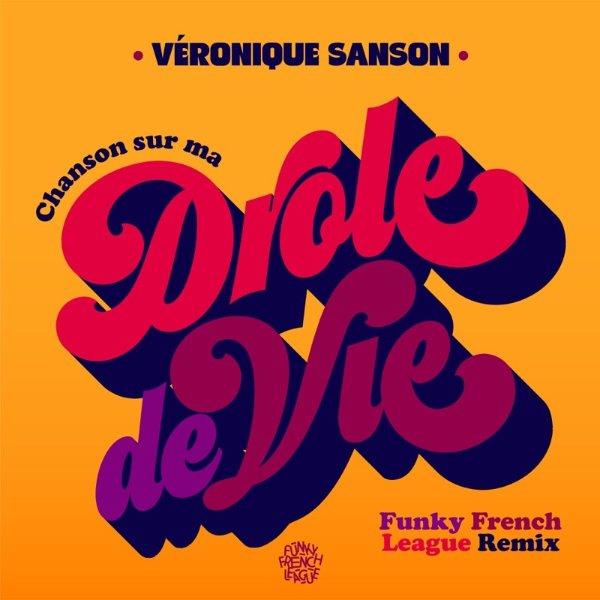 • VÉRONIQUE SANSON •
Chanson sur ma
Drole
de Vie
Funky French
League Remix
FUNKY
FRENCH
LEAGUE